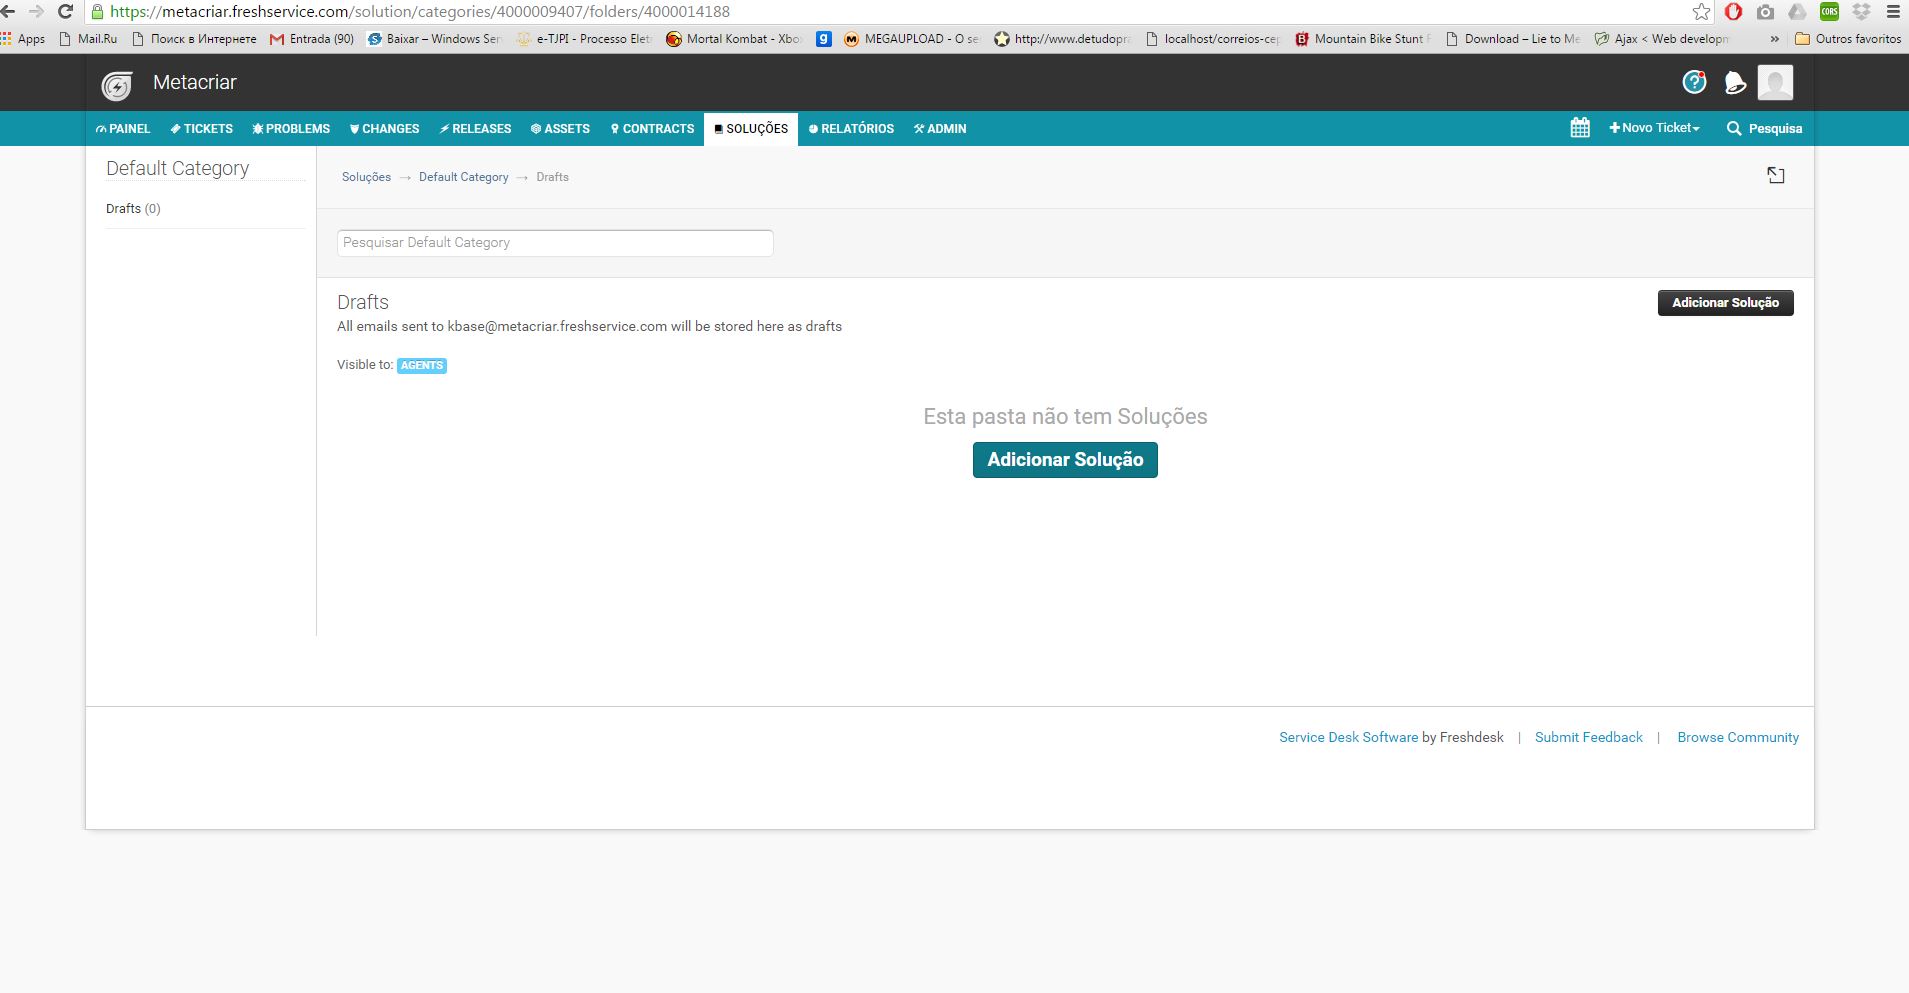 https://metacriar.freshservice.com/solution/categories/4000009407/folders/4000014188
CORS
Apps Mail.Ru Поиск в Интернете Entrada (90) Baixar – Windows Ser e-TJPI - Processo Elet Mortal Kombat - Xbo g M MEGAUPLOAD - O se http://www.detudopra localhost/correios-cep B Mountain Bike Stunt Download – Lie to Me Ajax < Web developm » Outros favoritos
Metacriar
PAINEL TICKETS PROBLEMS CHANGES RELEASES ASSETS CONTRACTS SOLUÇÕES RELATÓRIOS ADMIN Novo Ticket Pesquisa
Default Category
Drafts (0)
Soluções → Default Category → Drafts
Pesquisar Default Category
Drafts
Adicionar Solução
All emails sent to kbase@metacriar.freshservice.com will be stored here as drafts
Visible to: AGENTS
Esta pasta não tem Soluções
Adicionar Solução
Service Desk Software by Freshdesk | Submit Feedback | Browse Community